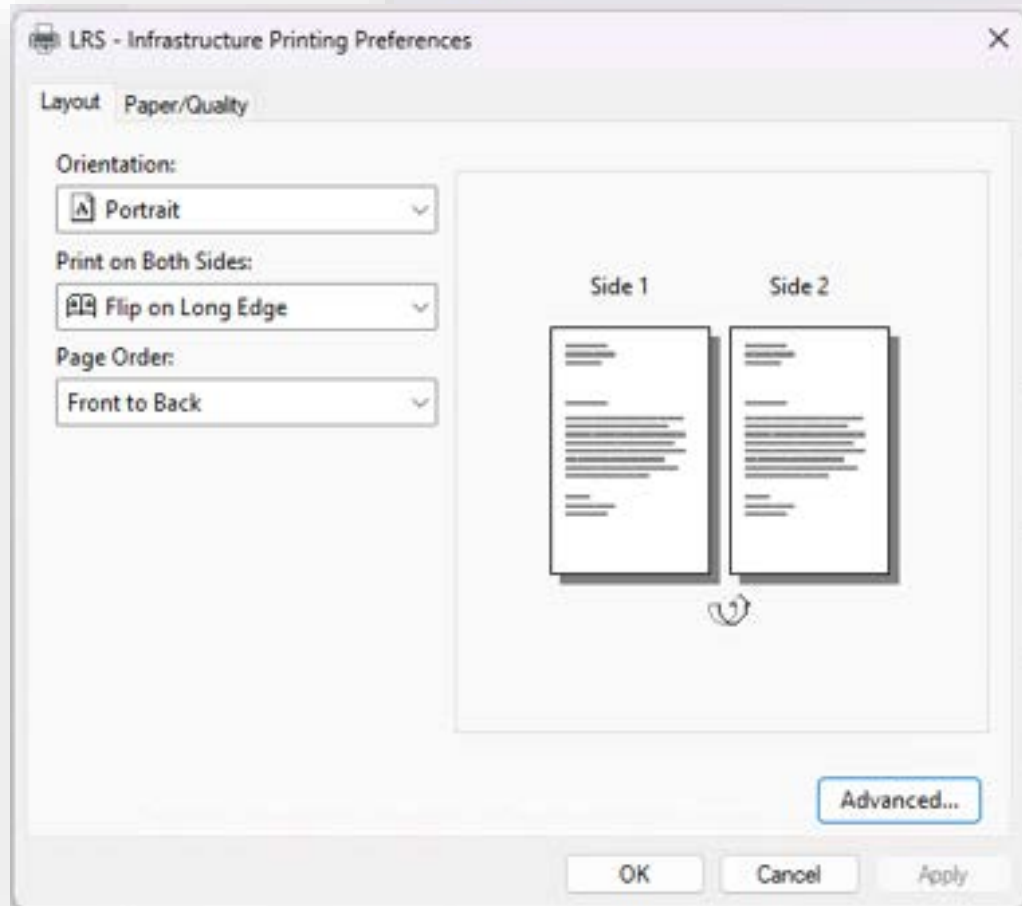 LRS - Infrastructure Printing Preferences
Layout
Paper/Quality
Orientation:
Portrait
Print on Both Sides:
Flip on Long Edge
Page Order:
Front to Back
Side 1
Side 2
Advanced...
OK
Cancel
Apply